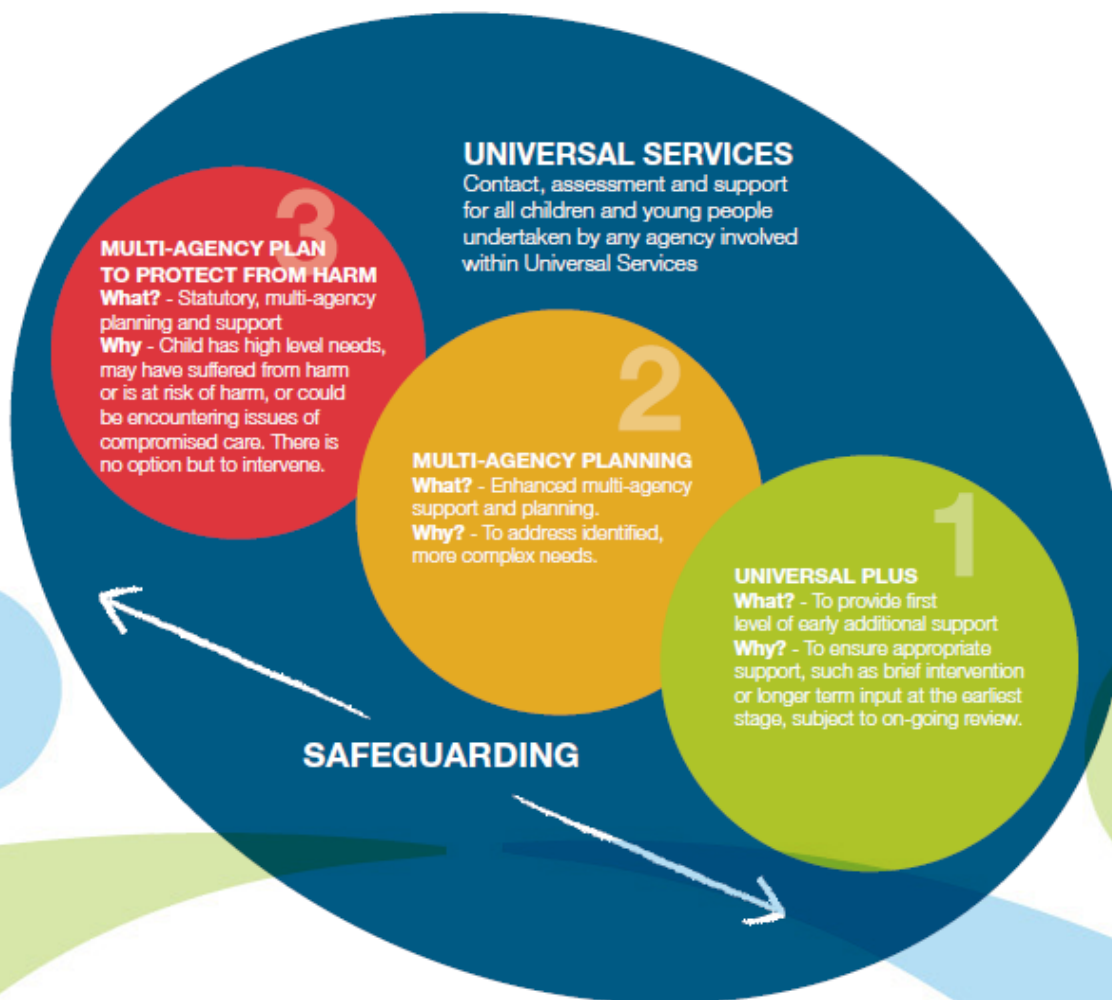 UNIVERSAL SERVICES
Contact, assessment and support
for all children and young people
undertaken by any agency involved
within Universal Services
3
MULTI-AGENCY PLAN
TO PROTECT FROM HARM
What? - Statutory, multi-agency
planning and support
Why - Child has high level needs,
may have suffered from harm
or is at risk of harm, or could
be encountering issues of
compromised care. There is
no option but to intervene.
2
MULTI-AGENCY PLANNING
What? - Enhanced multi-agency
support and planning.
Why? - To address identified,
more complex needs.
1
UNIVERSAL PLUS
What? - To provide first
level of early additional support
Why? - To ensure appropriate
support, such as brief intervention
or longer term input at the earliest
stage, subject to on-going review.
SAFEGUARDING